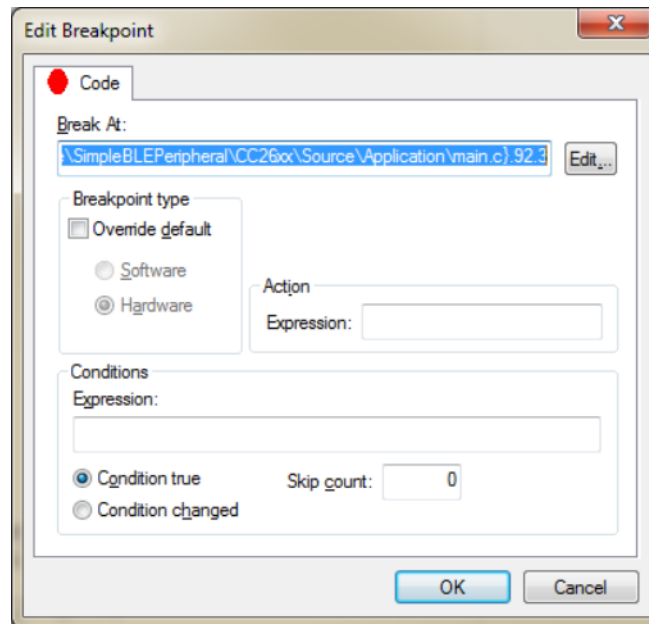 Edit Breakpoint
Code
Break At:
\SimpleBLEPeripheral\CC26xx\Source\Application\main.c}.92.3
Edit...
Breakpoint type
Override default
Software
Hardware
Action
Expression:
Conditions
Expression:
Condition true
Skip count: 0
Condition changed
OK Cancel